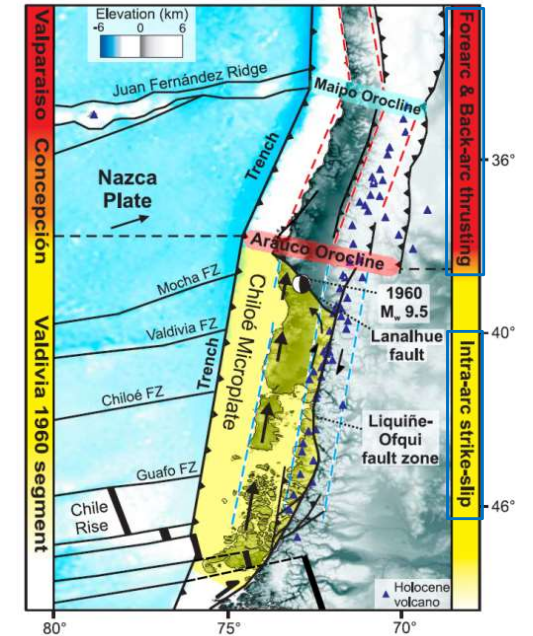 Elevation (km)
-6 0 6
Valparaiso
Concepción
Valdivia 1960 segment
Forearc & Back-arc thrusting
Intra-arc strike-slip
Juan Fernández Ridge
Maipo Orocline
Trench
36°
Nazca
Plate
Arauco Orocline
Mocha FZ
Chiloé Microplate
1960
Mw 9.5
Lanalhue
fault
40°
Valdivia FZ
Trench
Chiloé FZ
Liquiñe-
Ofqui
fault zone
Guafo FZ
46°
Chile
Rise
Holocene
volcano
80°
75°
70°